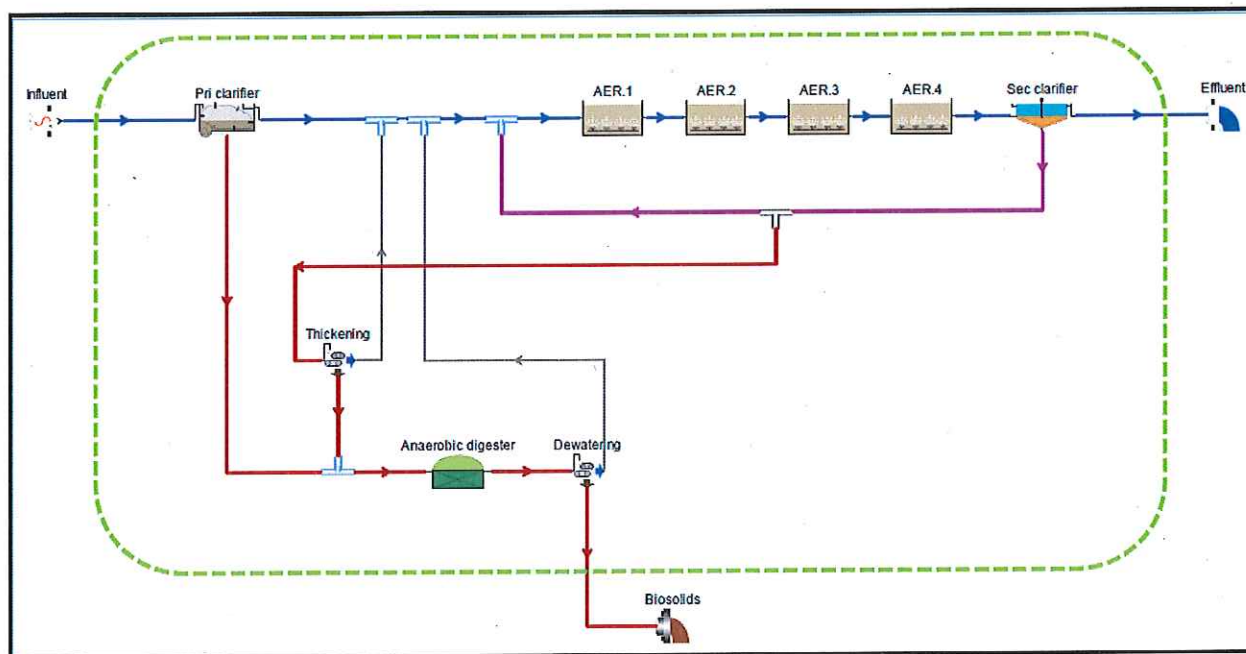 Influent
Pri clarifier
AER.1
AER.2
AER.3
AER.4
Sec clarifier
Effluent
Thickening
Anaerobic digester
Dewatering
Biosolids